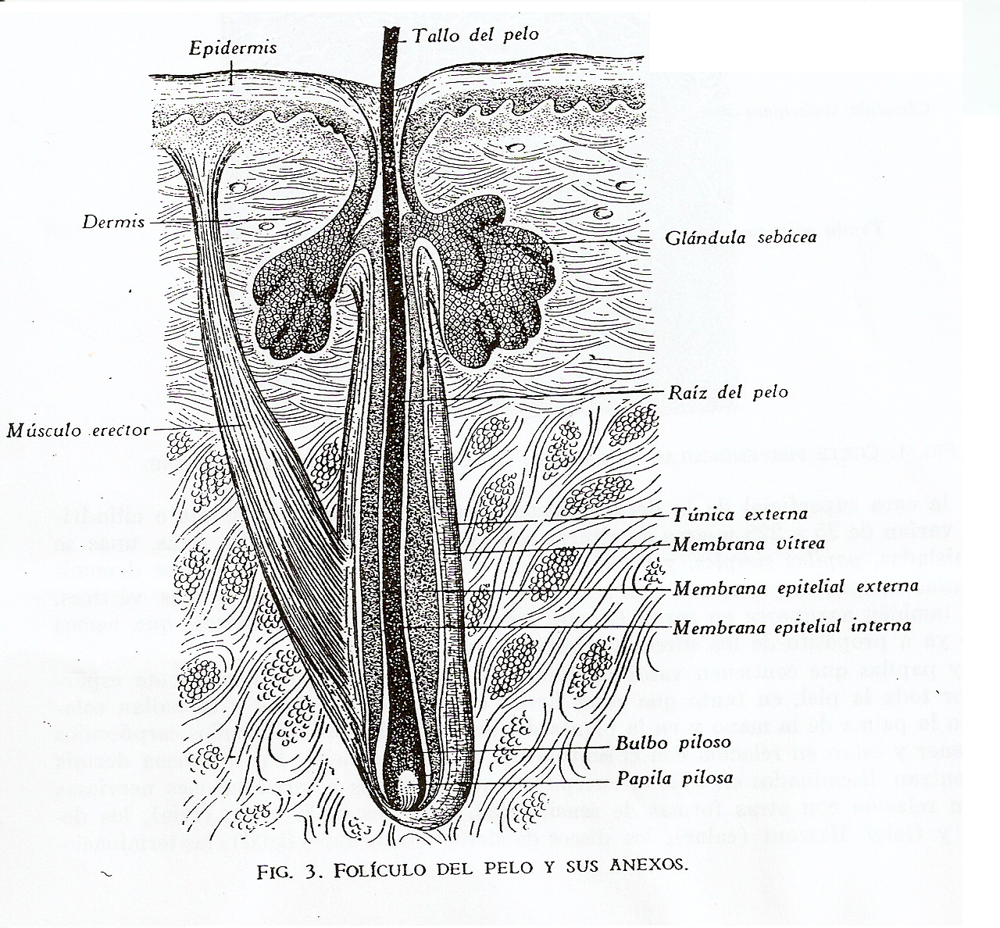 Tallo del pelo
Epidermis
Dermis
Glándula sebácea
Raíz del pelo
Músculo erector
Túnica externa
Membrana vítrea
Membrana epitelial externa
Membrana epitelial interna
Bulbo piloso
Papila pilosa
FIG. 3. FOLÍCULO DEL PELO Y SUS ANEXOS.